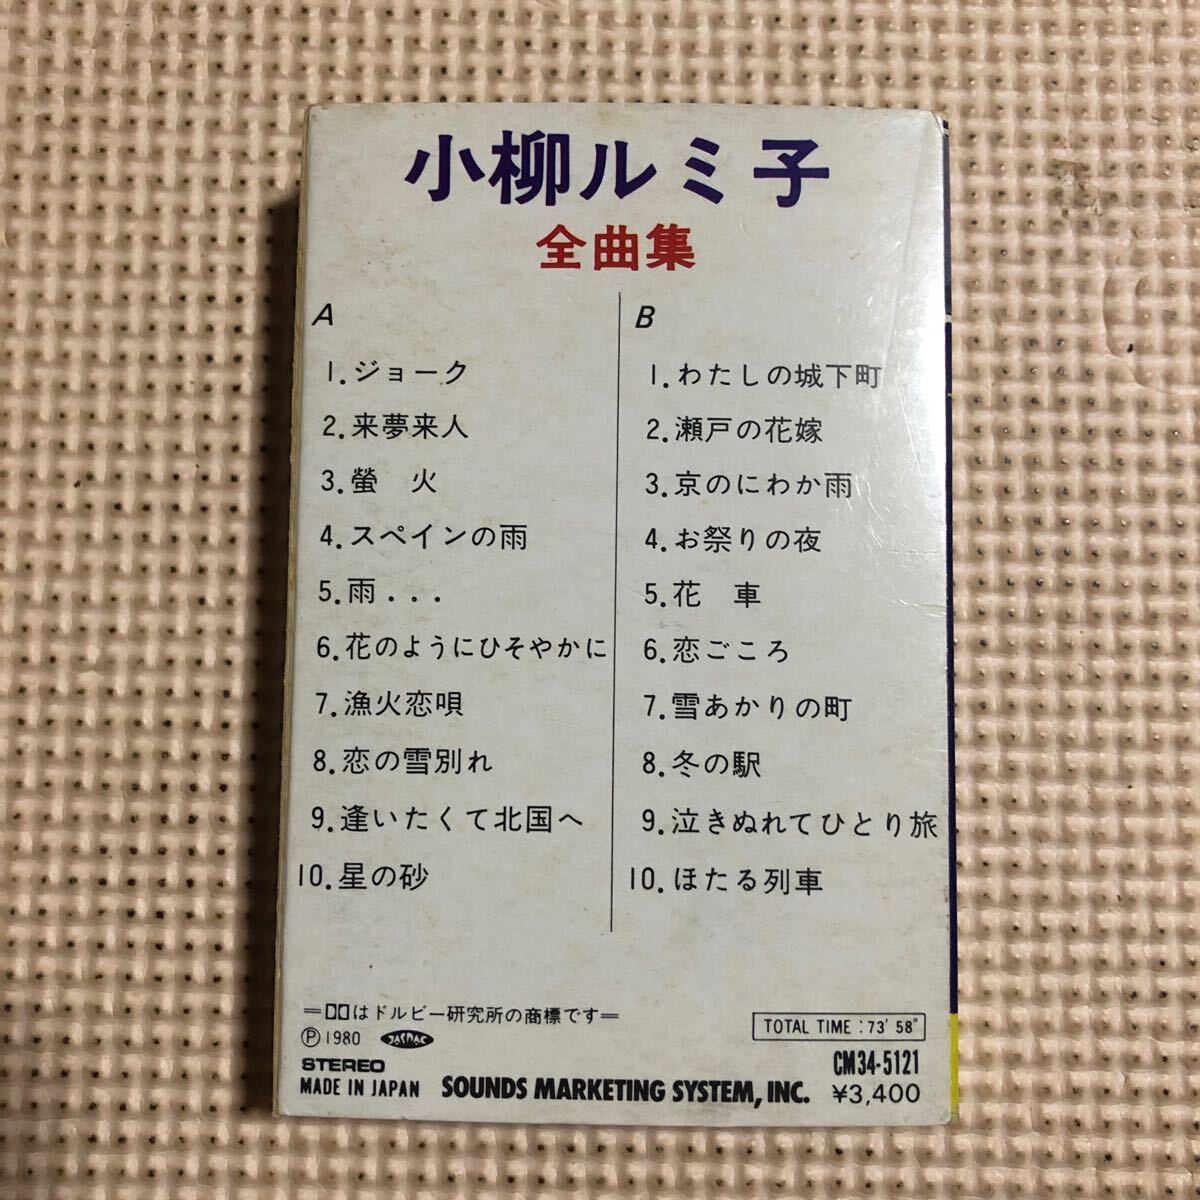 小柳ルミ子
全曲集
A
1.ジョーク
2.来夢来人
3.螢 火
4.スペインの雨
5.雨...
6.花のようにひそやかに
7.漁火恋唄
8.恋の雪別れ
9.逢いたくて北国へ
10.星の砂
B
1.わたしの城下町
2.瀬戸の花嫁
3.京のにわか雨
4.お祭りの夜
5.花 車
6.恋ごころ
7.雪あかりの町
8.冬の駅
9.泣きぬれてひとり旅
10.ほたる列車
=はドルビー研究所の商標です=
Ⓟ1980 JASRAC
STEREO
MADE IN JAPAN SOUNDS MARKETING SYSTEM, INC.
TOTAL TIME : 73' 58"
CM34-5121
¥3,400